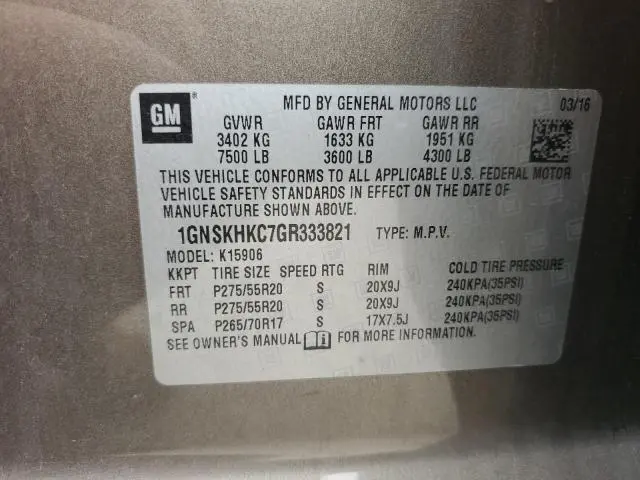 GM®
MFD BY GENERAL MOTORS LLC 03/16
GVWR GAWR FRT GAWR RR
3402 KG 1633 KG 1951 KG
7500 LB 3600 LB 4300 LB
THIS VEHICLE CONFORMS TO ALL APPLICABLE U.S. FEDERAL MOTOR
VEHICLE SAFETY STANDARDS IN EFFECT ON THE DATE OF
MANUFACTURE SHOWN ABOVE.
1GNSKHKC7GR333821 TYPE: M.P.V.
MODEL: K15906
KKPT TIRE SIZE SPEED RTG RIM COLD TIRE PRESSURE
FRT P275/55R20 S 20X9J 240KPA(35PSI)
RR P275/55R20 S 20X9J 240KPA(35PSI)
SPA P265/70R17 S 17X7.5J 240KPA(35PSI)
SEE OWNER'S MANUAL FOR MORE INFORMATION.